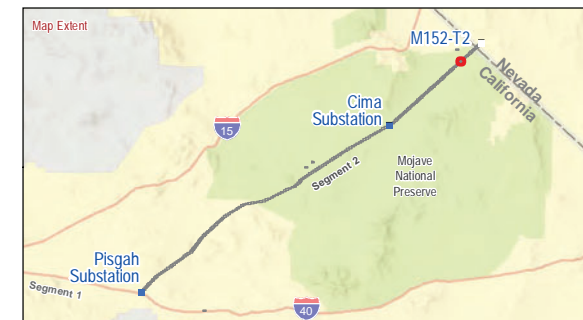 Map Extent
M152-T2
Nevada
California
Cima
Substation
15
Segment 2
Mojave
National
Preserve
Pisgah
Substation
Segment 1
40